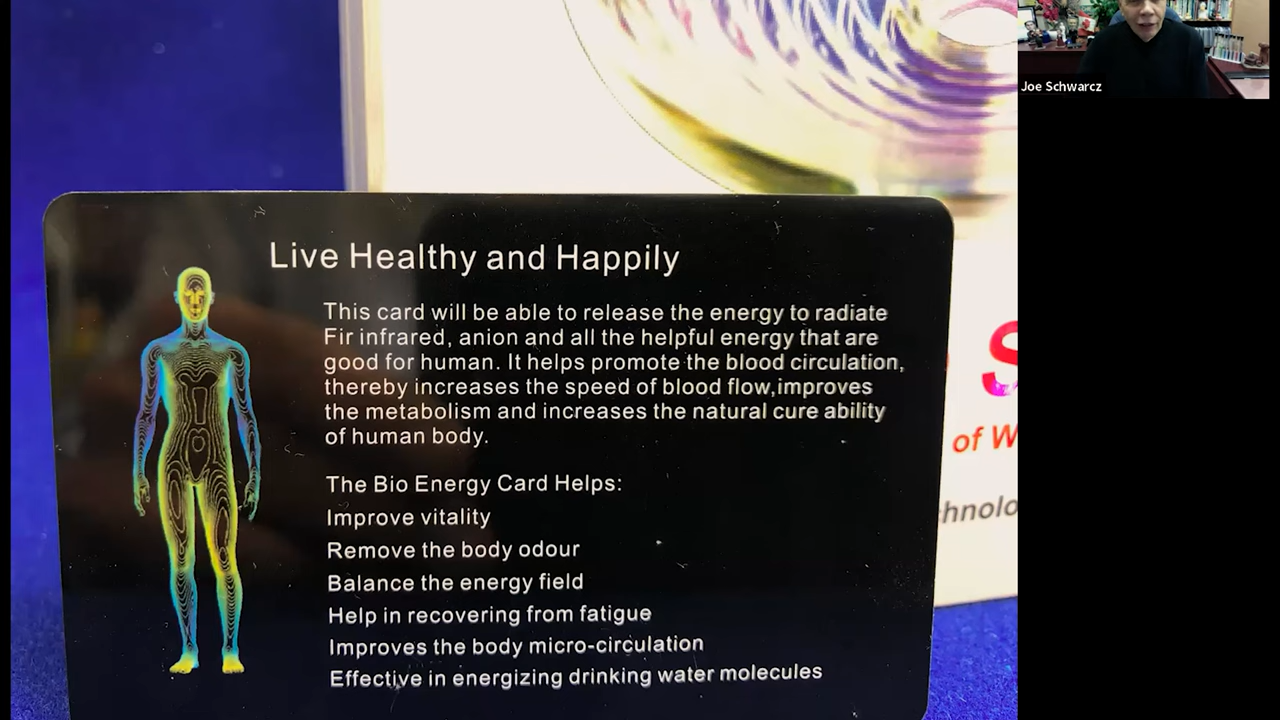 Joe Schwarcz
Live Healthy and Happily
This card will be able to release the energy to radiate
Fir infrared, anion and all the helpful energy that are
good for human. It helps promote the blood circulation,
thereby increases the speed of blood flow,improves
the metabolism and increases the natural cure ability
of human body.
The Bio Energy Card Helps:
Improve vitality
Remove the body odour
Balance the energy field
Help in recovering from fatigue
Improves the body micro-circulation
Effective in energizing drinking water molecules
S
of W